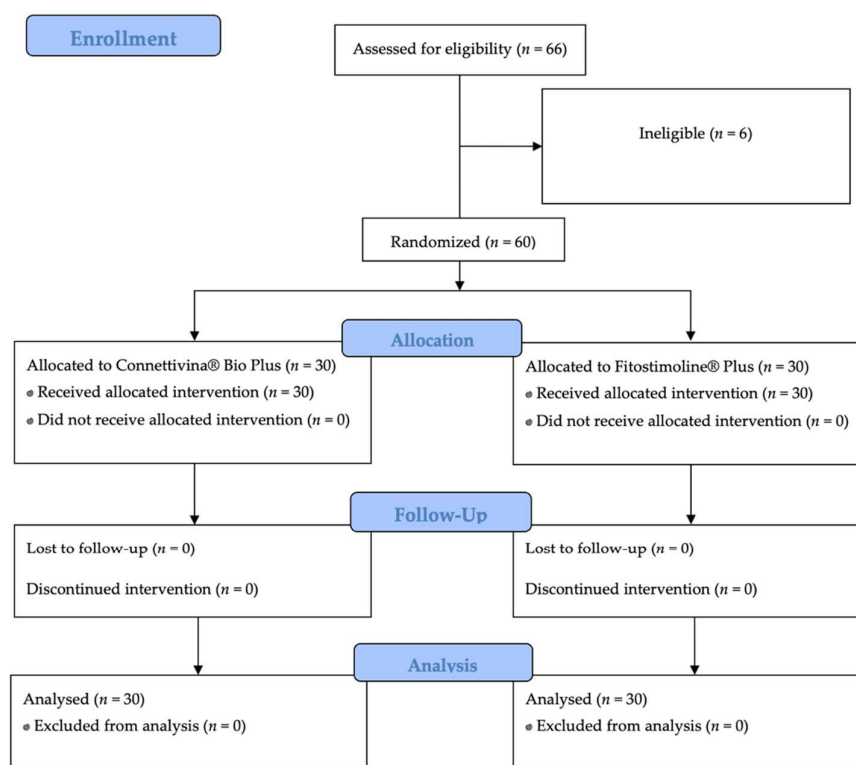 Enrollment
Assessed for eligibility (n = 66)
Ineligible (n = 6)
Randomized (n = 60)
Allocation
Allocated to Connettivina® Bio Plus (n = 30)
Received allocated intervention (n = 30)
Did not receive allocated intervention (n = 0)
Allocated to Fitostimoline® Plus (n = 30)
Received allocated intervention (n = 30)
Did not receive allocated intervention (n = 0)
Follow-Up
Lost to follow-up (n = 0)
Discontinued intervention (n = 0)
Lost to follow-up (n = 0)
Discontinued intervention (n = 0)
Analysis
Analysed (n = 30)
Excluded from analysis (n = 0)
Analysed (n = 30)
Excluded from analysis (n = 0)